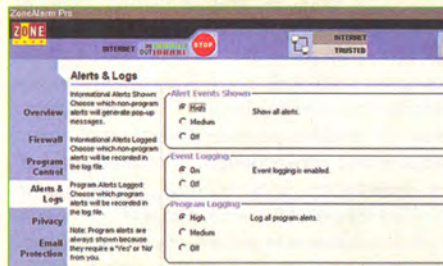 ZoneAlarm Pro
ZONE
LABS
INTERNET
IN
OUT
STOP
INTERNET
TRUSTED
Alerts & Logs
Overview
Firewall
Program
Control
Alerts &
Logs
Privacy
Email
Protection
Informational Alerts Shown:
Choose which non-program
alerts will generate pop-up
messages.
Informational Alerts Logged:
Choose which non-program
alerts will be recorded in
the log file.
Program Alerts Logged:
Choose which program
alerts will be recorded in
the log file.
Note: Program alerts are
always shown because
they require a 'Yes' or 'No'
from you.
Alert Events Shown
High
Show all alerts.
Medium
Off
Event Logging
On
Event logging is enabled.
Off
Program Logging
High
Log all program alerts.
Medium
Off